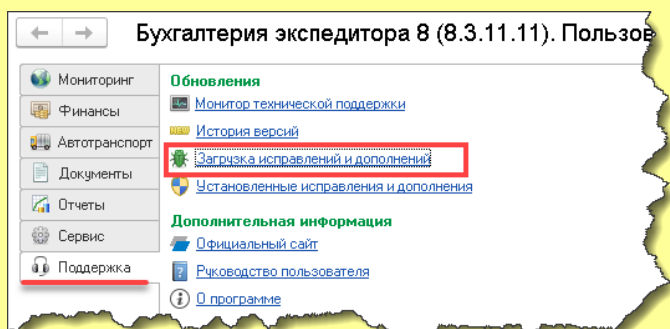 Бухгалтерия экспедитора 8 (8.3.11.11). Пользов
Мониторинг
Финансы
Автотранспорт
Документы
Отчеты
Сервис
Поддержка
Обновления
Монитор технической поддержки
NEW История версий
Загрузка исправлений и дополнений
Установленные исправления и дополнения
Дополнительная информация
Официальный сайт
Руководство пользователя
О программе